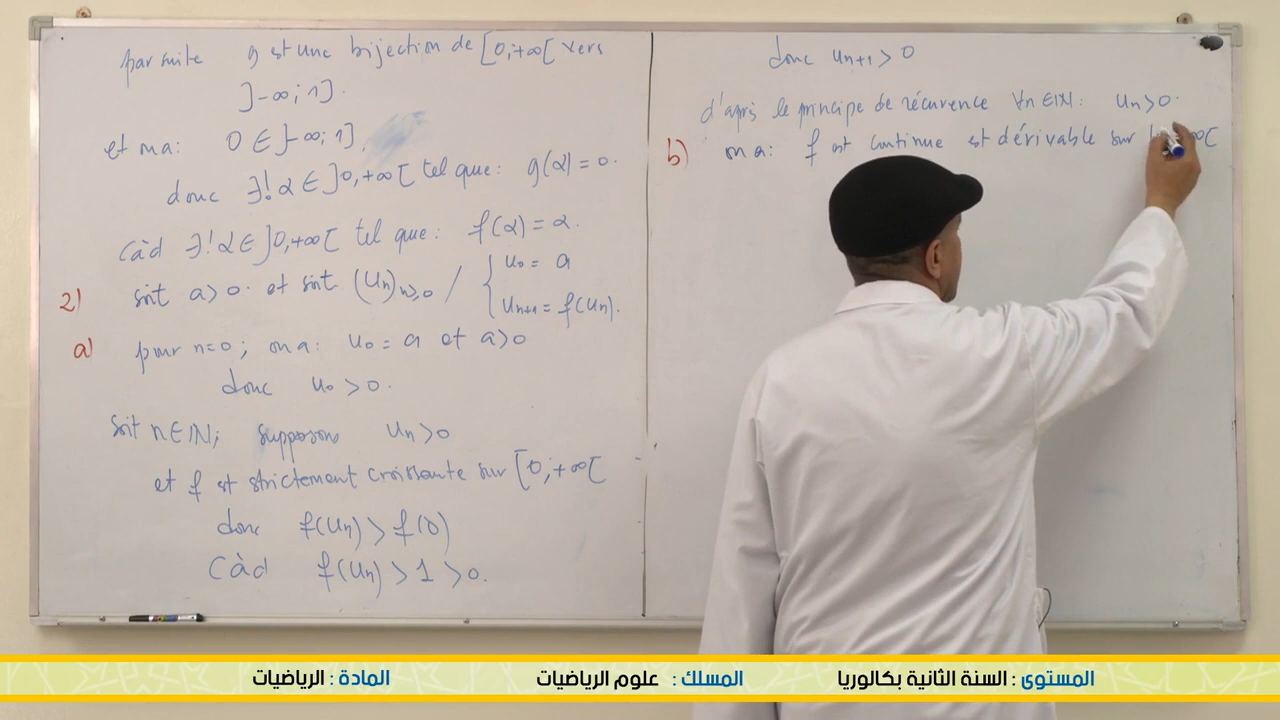 par suite g est une bijection de [0,+∞[ vers
]-∞; 1].
et on a: 0 ∈ ]-∞; 1]
donc ∃! α ∈ ]0,+∞[ tel que: g(α) = 0.
càd ∃! α ∈ ]0,+∞[ tel que: f(α) = α.
2) soit a > 0. et soit (Un)n≥0 / { u0 = a
Un+1 = f(Un).
a) pour n=0; on a: u0 = a et a>0
donc u0 > 0.
soit n∈IN; supposons un > 0
et f est strictement croissante sur [0,+∞[
donc f(Un) > f(0)
càd f(Un) > 1 > 0.
donc un+1 > 0
d'après le principe de récurence ∀n∈IN: un > 0.
b) on a: f est continue est dérivable sur
المستوى : السنة الثانية بكالوريا المسلك : علوم الرياضيات المادة : الرياضيات